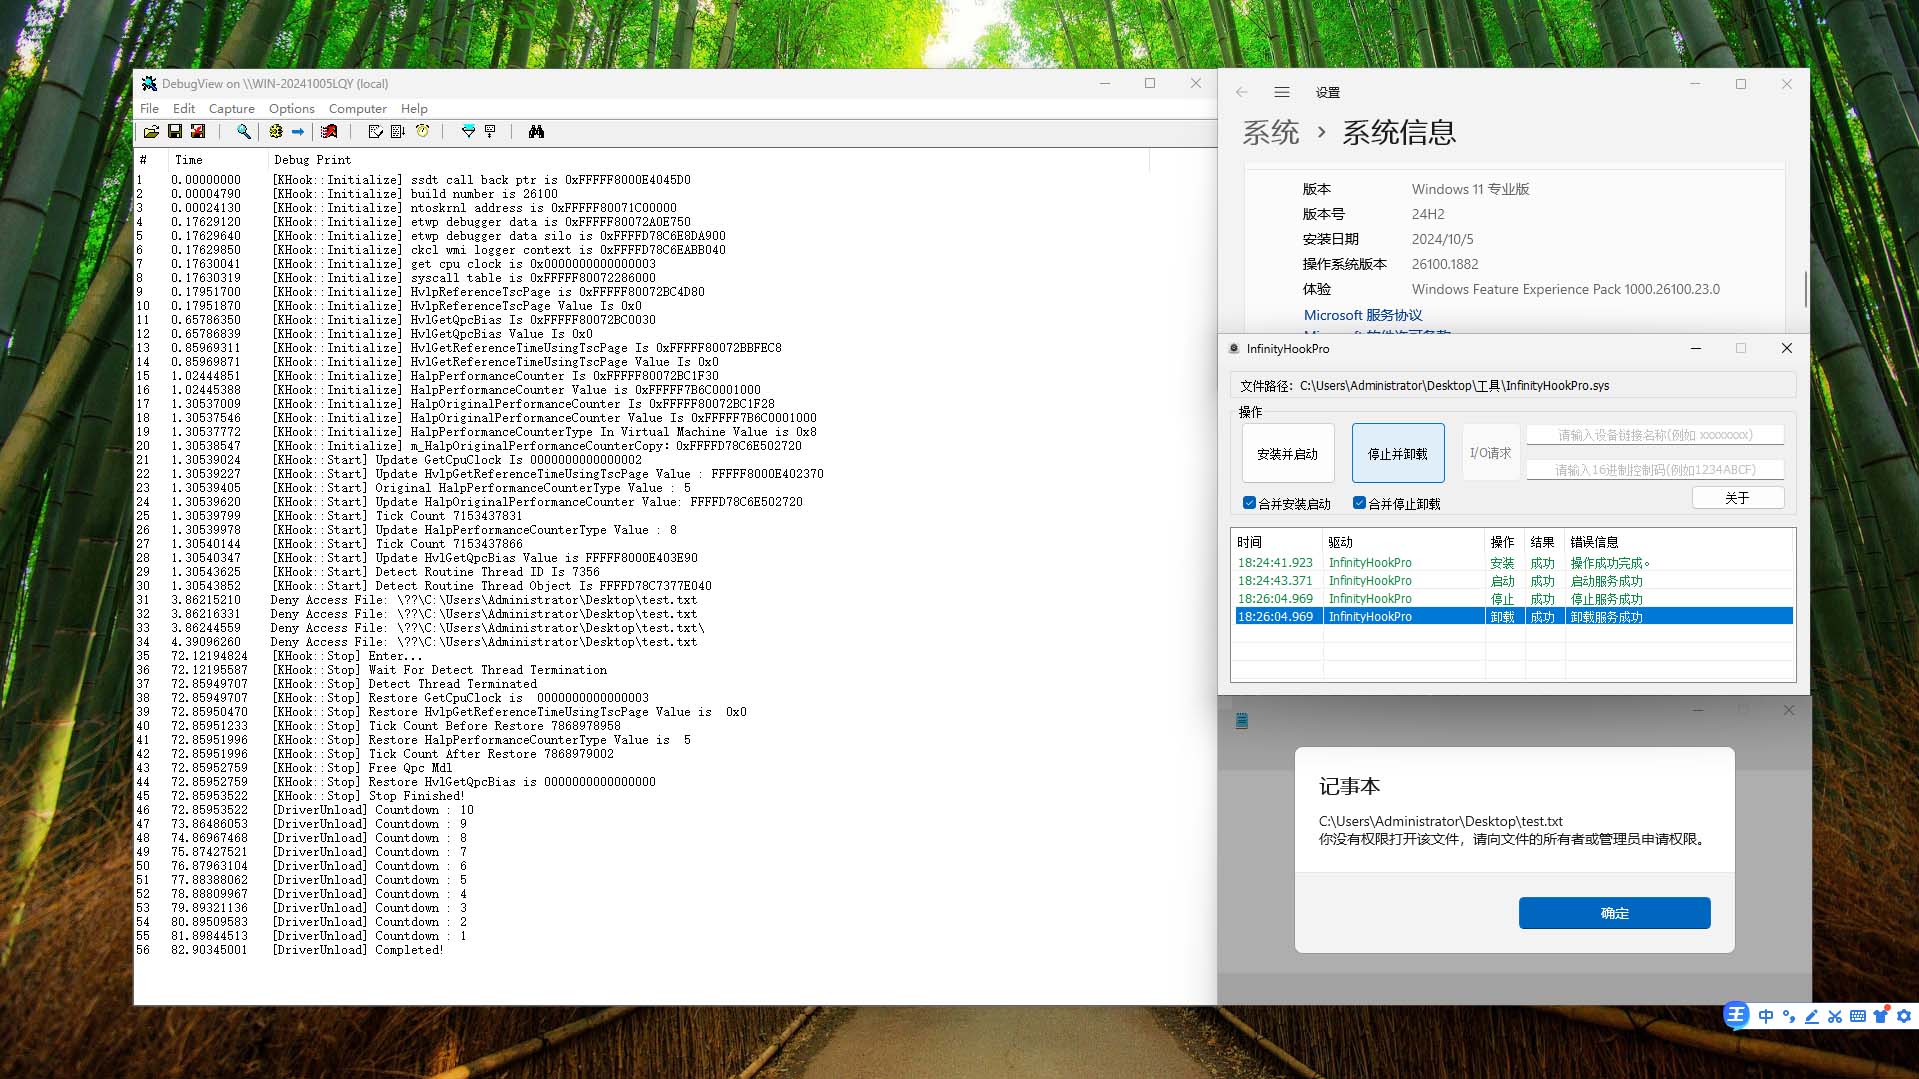 DebugView on \\WIN-20241005LQY (local)
File Edit Capture Options Computer Help
# Time Debug Print
1 0.00000000 [KHook::Initialize] ssdt call back ptr is 0xFFFFF8000E4045D0
2 0.00004790 [KHook::Initialize] build number is 26100
3 0.00024130 [KHook::Initialize] ntoskrnl address is 0xFFFFF80071C00000
4 0.17629120 [KHook::Initialize] etwp debugger data is 0xFFFFF80072A0E750
5 0.17629640 [KHook::Initialize] etwp debugger data silo is 0xFFFFD78C6E8DA900
6 0.17629850 [KHook::Initialize] ckcl wmi logger context is 0xFFFFD78C6EABB040
7 0.17630041 [KHook::Initialize] get cpu clock is 0x0000000000000003
8 0.17630319 [KHook::Initialize] syscall table is 0xFFFFF80072286000
9 0.17951700 [KHook::Initialize] HvlpReferenceTscPage is 0xFFFFF80072BC4D80
10 0.17951870 [KHook::Initialize] HvlpReferenceTscPage Value Is 0x0
11 0.65786350 [KHook::Initialize] HvlGetQpcBias Is 0xFFFFF80072BC0030
12 0.65786839 [KHook::Initialize] HvlGetQpcBias Value Is 0x0
13 0.85969311 [KHook::Initialize] HvlGetReferenceTimeUsingTscPage Is 0xFFFFF80072BBFEC8
14 0.85969871 [KHook::Initialize] HvlGetReferenceTimeUsingTscPage Value Is 0x0
15 1.02444851 [KHook::Initialize] HalpPerformanceCounter Is 0xFFFFF80072BC1F30
16 1.02445388 [KHook::Initialize] HalpPerformanceCounter Value is 0xFFFFF7B6C0001000
17 1.30537009 [KHook::Initialize] HalpOriginalPerformanceCounter Is 0xFFFFF80072BC1F28
18 1.30537546 [KHook::Initialize] HalpOriginalPerformanceCounter Value Is 0xFFFFF7B6C0001000
19 1.30537772 [KHook::Initialize] HalpPerformanceCounterType In Virtual Machine Value is 0x8
20 1.30538547 [KHook::Initialize] m_HalpOriginalPerformanceCounterCopy: 0xFFFFD78C6E502720
21 1.30539024 [KHook::Start] Update GetCpuClock Is 0000000000000002
22 1.30539227 [KHook::Start] Update HvlpGetReferenceTimeUsingTscPage Value : FFFFF8000E402370
23 1.30539405 [KHook::Start] Original HalpPerformanceCounterType Value : 5
24 1.30539620 [KHook::Start] Update HalpOriginalPerformanceCounter Value: FFFFD78C6E502720
25 1.30539799 [KHook::Start] Tick Count 7153437831
26 1.30539978 [KHook::Start] Update HalpPerformanceCounterType Value : 8
27 1.30540144 [KHook::Start] Tick Count 7153437866
28 1.30540347 [KHook::Start] Update HvlGetQpcBias Value is FFFFF8000E403E90
29 1.30543625 [KHook::Start] Detect Routine Thread ID Is 7356
30 1.30543852 [KHook::Start] Detect Routine Thread Object Is FFFFD78C7377E040
31 3.86215210 Deny Access File: \??\C:\Users\Administrator\Desktop\test.txt
32 3.86216331 Deny Access File: \??\C:\Users\Administrator\Desktop\test.txt
33 3.86244559 Deny Access File: \??\C:\Users\Administrator\Desktop\test.txt\
34 4.39096260 Deny Access File: \??\C:\Users\Administrator\Desktop\test.txt
35 72.12194824 [KHook::Stop] Enter...
36 72.12195587 [KHook::Stop] Wait For Detect Thread Termination
37 72.85949707 [KHook::Stop] Detect Thread Terminated
38 72.85949707 [KHook::Stop] Restore GetCpuClock is 0000000000000003
39 72.85950470 [KHook::Stop] Restore HvlpGetReferenceTimeUsingTscPage Value is 0x0
40 72.85951233 [KHook::Stop] Tick Count Before Restore 7868978958
41 72.85951996 [KHook::Stop] Restore HalpPerformanceCounterType Value is 5
42 72.85951996 [KHook::Stop] Tick Count After Restore 7868979002
43 72.85952759 [KHook::Stop] Free Qpc Mdl
44 72.85952759 [KHook::Stop] Restore HvlGetQpcBias is 0000000000000000
45 72.85953522 [KHook::Stop] Stop Finished!
46 72.85953522 [DriverUnload] Countdown : 10
47 73.86486053 [DriverUnload] Countdown : 9
48 74.86967468 [DriverUnload] Countdown : 8
49 75.87427521 [DriverUnload] Countdown : 7
50 76.87963104 [DriverUnload] Countdown : 6
51 77.88388062 [DriverUnload] Countdown : 5
52 78.88809967 [DriverUnload] Countdown : 4
53 79.89321136 [DriverUnload] Countdown : 3
54 80.89509583 [DriverUnload] Countdown : 2
55 81.89844513 [DriverUnload] Countdown : 1
56 82.90345001 [DriverUnload] Completed!
设置
系统 › 系统信息
版本 Windows 11 专业版
版本号 24H2
安装日期 2024/10/5
操作系统版本 26100.1882
体验 Windows Feature Experience Pack 1000.26100.23.0
Microsoft 服务协议
Microsoft 软件许可条款
InfinityHookPro
文件路径: C:\Users\Administrator\Desktop\工具\InfinityHookPro.sys
操作
安装并启动 停止并卸载 I/O请求 请输入设备链接名称(例如 xxxxxxxx)
请输入16进制控制码(例如1234ABCF)
合并安装启动 合并停止卸载 关于
时间 驱动 操作 结果 错误信息
18:24:41.923 InfinityHookPro 安装 成功 操作成功完成。
18:24:43.371 InfinityHookPro 启动 成功 启动服务成功
18:26:04.969 InfinityHookPro 停止 成功 停止服务成功
18:26:04.969 InfinityHookPro 卸载 成功 卸载服务成功
记事本
C:\Users\Administrator\Desktop\test.txt
你没有权限打开该文件，请向文件的所有者或管理员申请权限。
确定
王 中